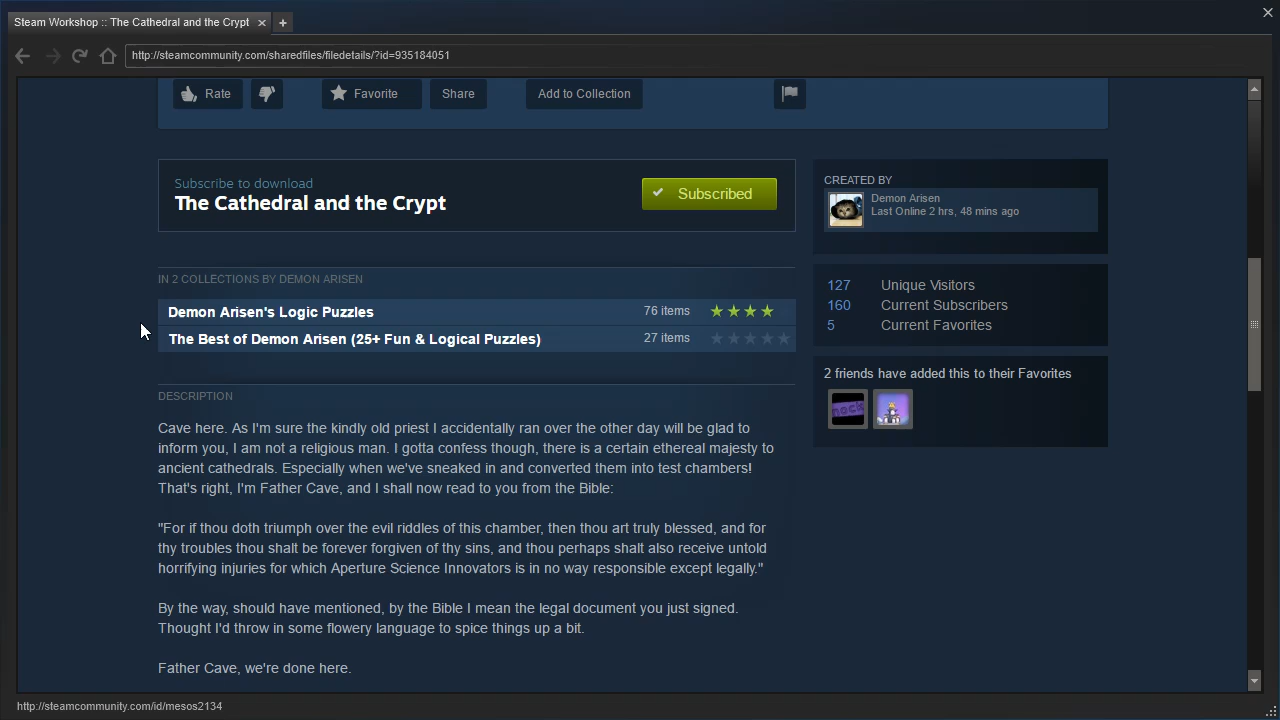 Steam Workshop :: The Cathedral and the Crypt
http://steamcommunity.com/sharedfiles/filedetails/?id=935184051
Rate
Favorite
Share
Add to Collection
Subscribe to download
The Cathedral and the Crypt
Subscribed
IN 2 COLLECTIONS BY DEMON ARISEN
Demon Arisen's Logic Puzzles 76 items
The Best of Demon Arisen (25+ Fun & Logical Puzzles) 27 items
DESCRIPTION
Cave here. As I'm sure the kindly old priest I accidentally ran over the other day will be glad to
inform you, I am not a religious man. I gotta confess though, there is a certain ethereal majesty to
ancient cathedrals. Especially when we've sneaked in and converted them into test chambers!
That's right, I'm Father Cave, and I shall now read to you from the Bible:
"For if thou doth triumph over the evil riddles of this chamber, then thou art truly blessed, and for
thy troubles thou shalt be forever forgiven of thy sins, and thou perhaps shalt also receive untold
horrifying injuries for which Aperture Science Innovators is in no way responsible except legally."
By the way, should have mentioned, by the Bible I mean the legal document you just signed.
Thought I'd throw in some flowery language to spice things up a bit.
Father Cave, we're done here.
CREATED BY
Demon Arisen
Last Online 2 hrs, 48 mins ago
127 Unique Visitors
160 Current Subscribers
5 Current Favorites
2 friends have added this to their Favorites
http://steamcommunity.com/id/mesos2134